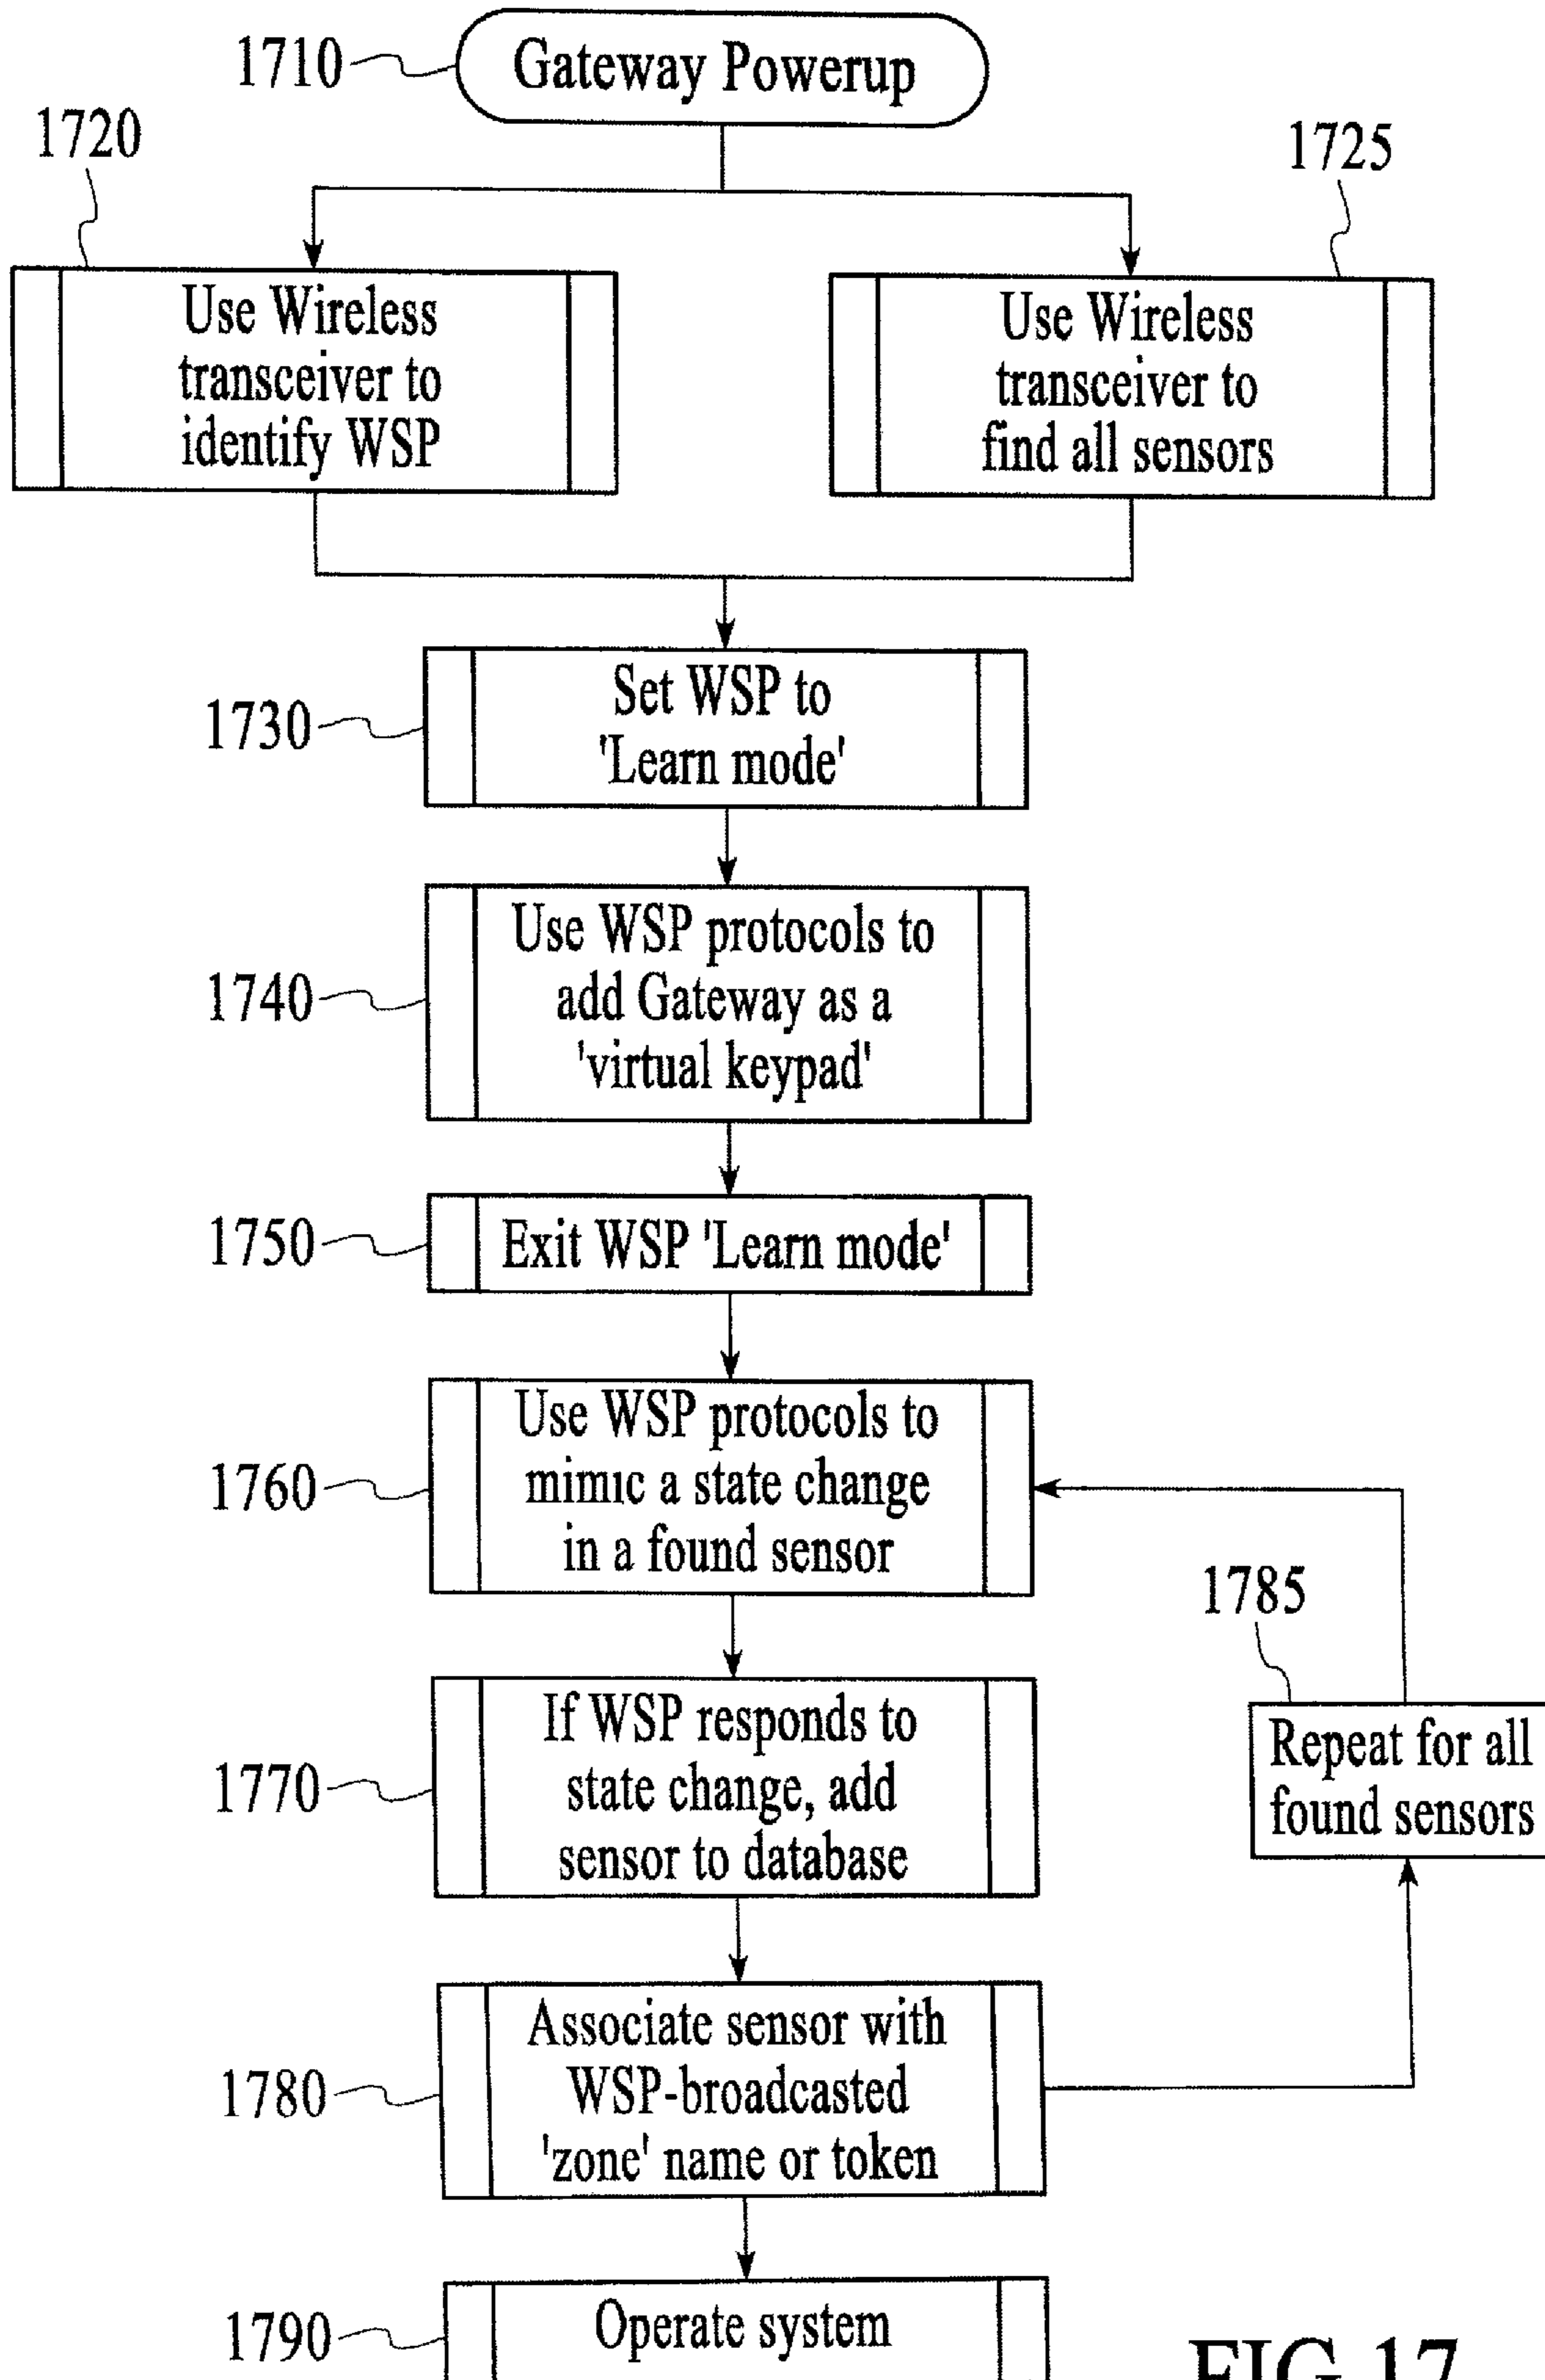 1710
Gateway Powerup
1720
1725
Use Wireless
transceiver to
identify WSP
Use Wireless
transceiver to
find all sensors
1730
Set WSP to
'Learn mode'
1740
Use WSP protocols to
add Gateway as a
'virtual keypad'
1750
Exit WSP 'Learn mode'
1760
Use WSP protocols to
mimic a state change
in a found sensor
1785
Repeat for all
found sensors
1770
If WSP responds to
state change, add
sensor to database
1780
Associate sensor with
WSP-broadcasted
'zone' name or token
1790
Operate system
FIG 17